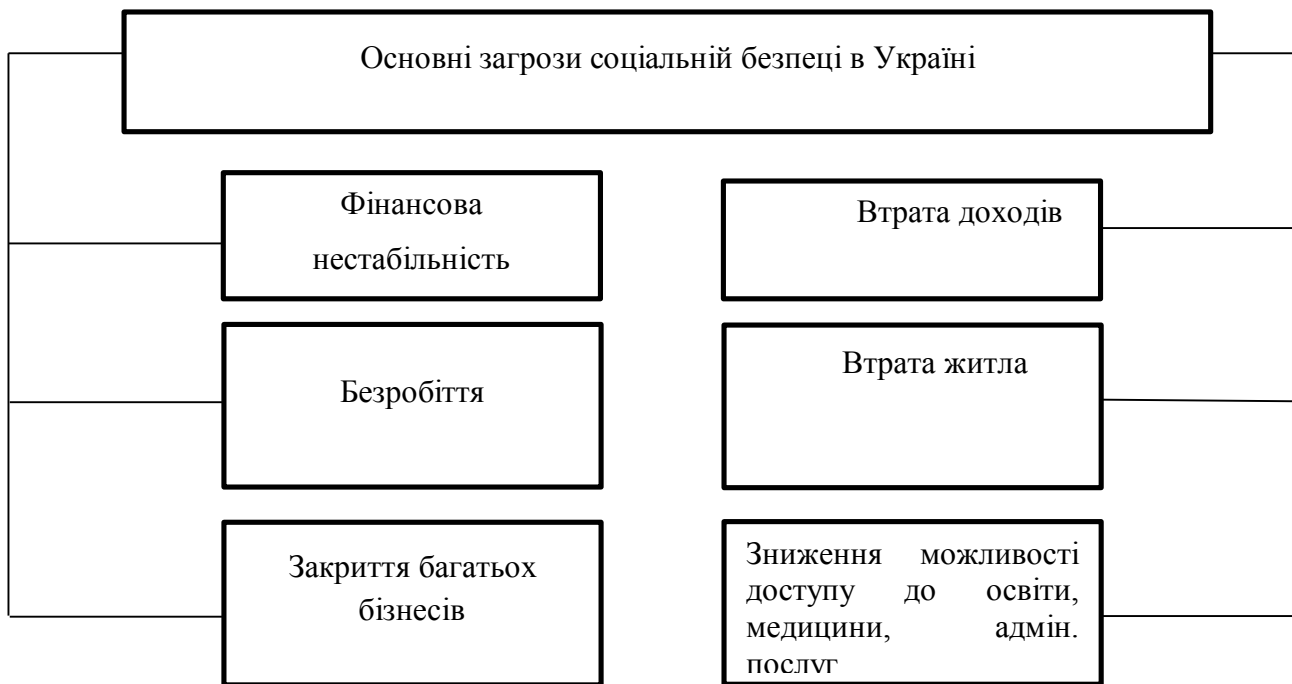 Основні загрози соціальній безпеці в Україні
Фінансова
нестабільність
Втрата доходів
Безробіття
Втрата житла
Закриття багатьох
бізнесів
Зниження можливості
доступу до освіти,
медицини, адмін.
послуг